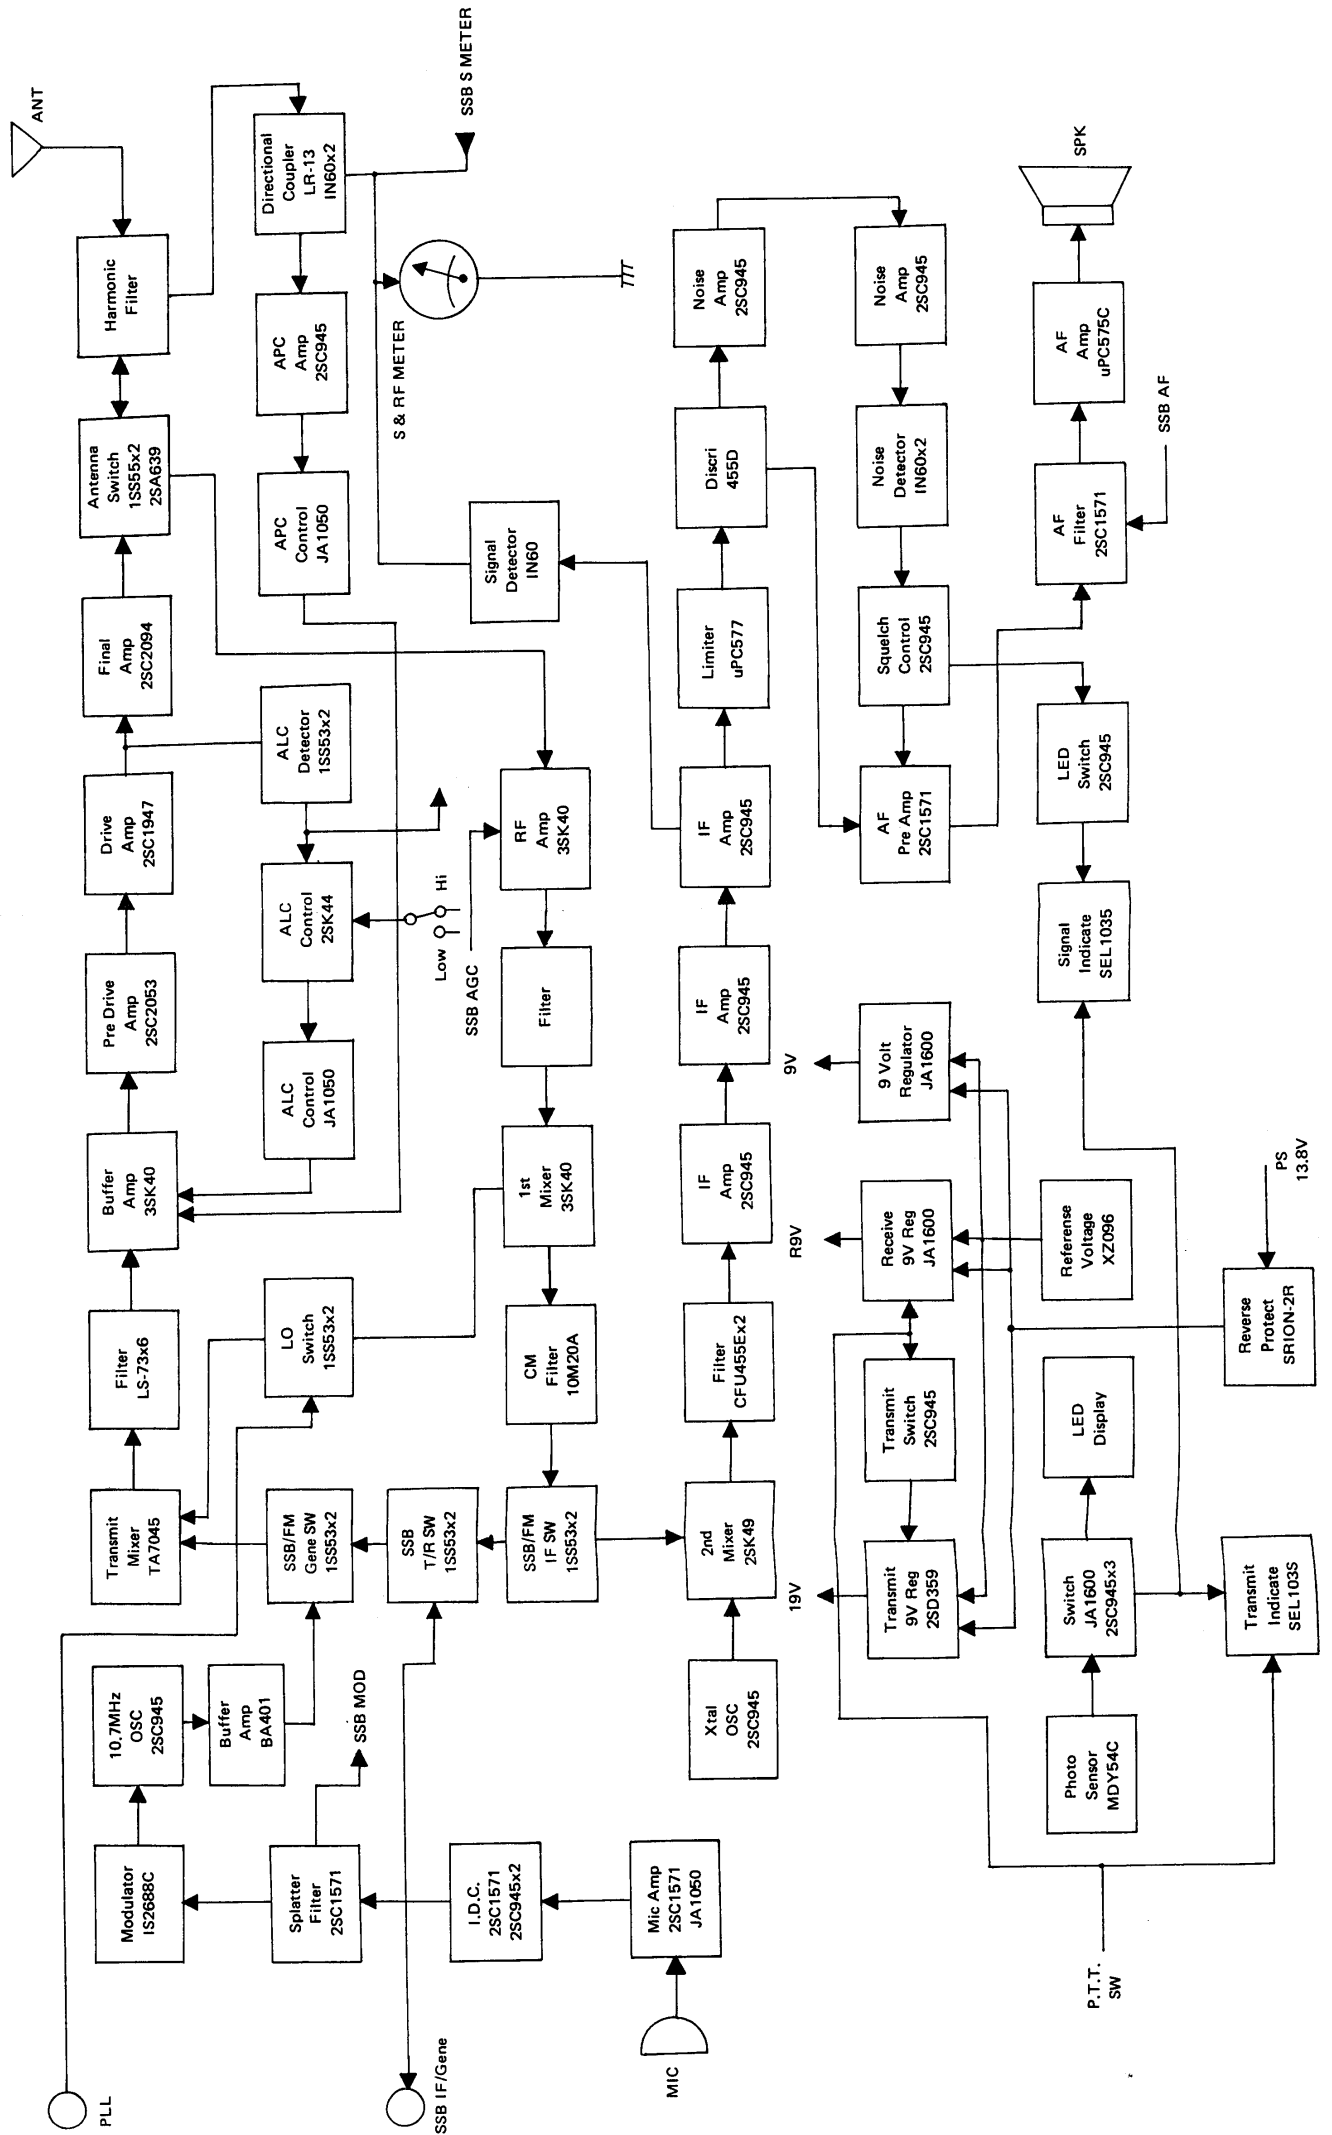 PLL
Modulator
IS2688C
10.7MHz
OSC
2SC945
Transmit
Mixer
TA7045
Filter
LS-73x6
Buffer
Amp
3SK40
Pre Drive
Amp
2SC2053
Drive
Amp
2SC1947
Final
Amp
2SC2094
Antenna
Switch
1SS55x2
2SA639
Harmonic
Filter
ANT
Buffer
Amp
BA401
Splatter
Filter
2SC1571
SSB MOD
SSB/FM
Gene SW
1SS53x2
LO
Switch
1SS53x2
ALC
Control
JA1050
ALC
Control
2SK44
ALC
Detector
1SS53x2
APC
Control
JA1050
APC
Amp
2SC945
Directional
Coupler
LR-13
IN60x2
SSB IF/Gene
SSB
T/R SW
1SS53x2
Low
Hi
SSB AGC
S & RF METER
SSB S METER
I.D.C.
2SC1571
2SC945x2
SSB/FM
IF SW
1SS53x2
CM
Filter
10M20A
1st
Mixer
3SK40
Filter
RF
Amp
3SK40
Signal
Detector
IN60
MIC
Mic Amp
2SC1571
JA1050
Xtal
OSC
2SC945
2nd
Mixer
2SK49
Filter
CFU455Ex2
IF
Amp
2SC945
IF
Amp
2SC945
IF
Amp
2SC945
Limiter
uPC577
Discri
455D
Noise
Amp
2SC945
19V
R9V
9V
Transmit
9V Reg
2SD359
Transmit
Switch
2SC945
Receive
9V Reg
JA1600
9 Volt
Regulator
JA1600
AF
Pre Amp
2SC1571
Squelch
Control
2SC945
Noise
Detector
IN60x2
Noise
Amp
2SC945
P.T.T.
SW
Photo
Sensor
MDY54C
Switch
JA1600
2SC945x3
LED
Display
Referense
Voltage
XZ096
Signal
Indicate
SEL1035
LED
Switch
2SC945
AF
Filter
2SC1571
SSB AF
AF
Amp
uPC575C
SPK
Transmit
Indicate
SEL103S
Reverse
Protect
SRION-2R
PS
13.8V